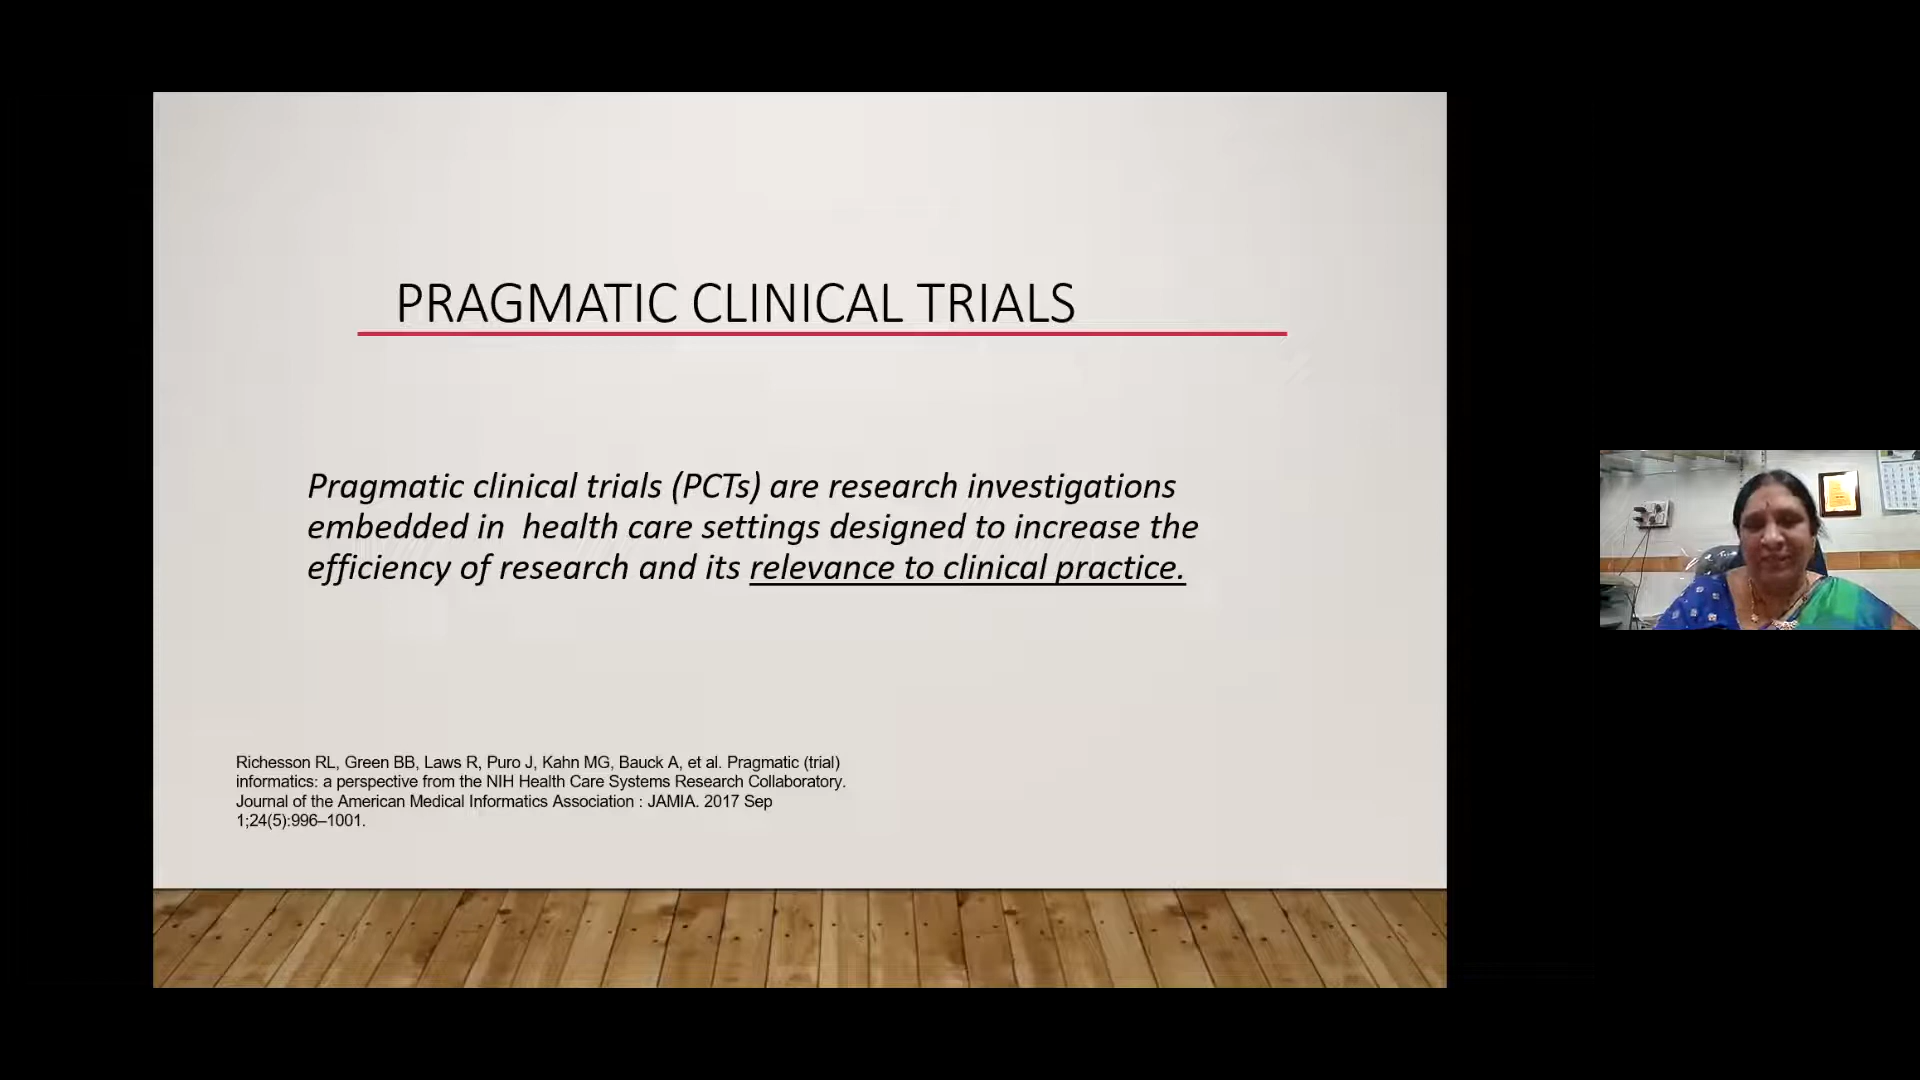 PRAGMATIC CLINICAL TRIALS
Pragmatic clinical trials (PCTs) are research investigations
embedded in  health care settings designed to increase the
efficiency of research and its relevance to clinical practice.
Richesson RL, Green BB, Laws R, Puro J, Kahn MG, Bauck A, et al. Pragmatic (trial)
informatics: a perspective from the NIH Health Care Systems Research Collaboratory.
Journal of the American Medical Informatics Association : JAMIA. 2017 Sep
1;24(5):996–1001.